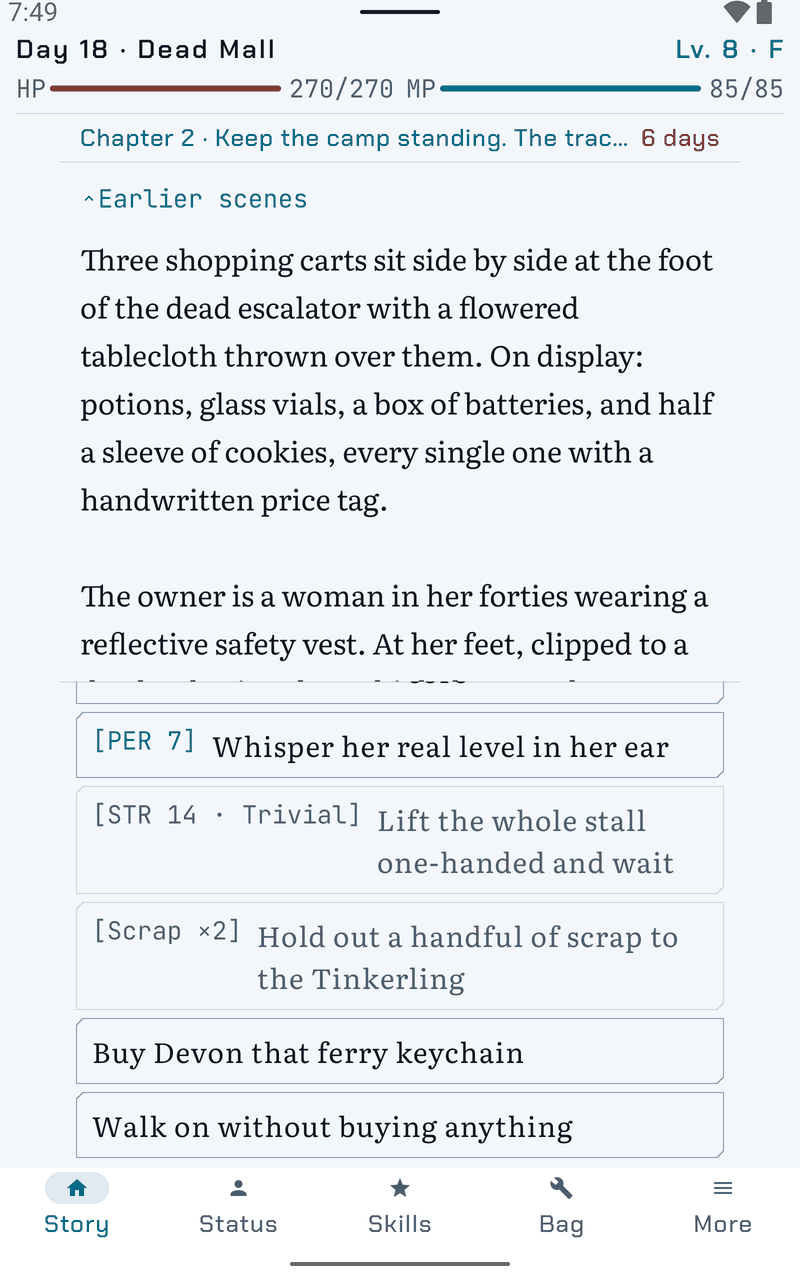 7:49
Day 18 · Dead Mall
Lv. 8 · F
HP 270/270 MP 85/85
Chapter 2 · Keep the camp standing. The trac... 6 days
^Earlier scenes
Three shopping carts sit side by side at the foot
of the dead escalator with a flowered
tablecloth thrown over them. On display:
potions, glass vials, a box of batteries, and half
a sleeve of cookies, every single one with a
handwritten price tag.
The owner is a woman in her forties wearing a
reflective safety vest. At her feet, clipped to a
[PER 7] Whisper her real level in her ear
[STR 14 · Trivial] Lift the whole stall
one-handed and wait
[Scrap ×2] Hold out a handful of scrap to
the Tinkerling
Buy Devon that ferry keychain
Walk on without buying anything
Story
Status
Skills
Bag
More